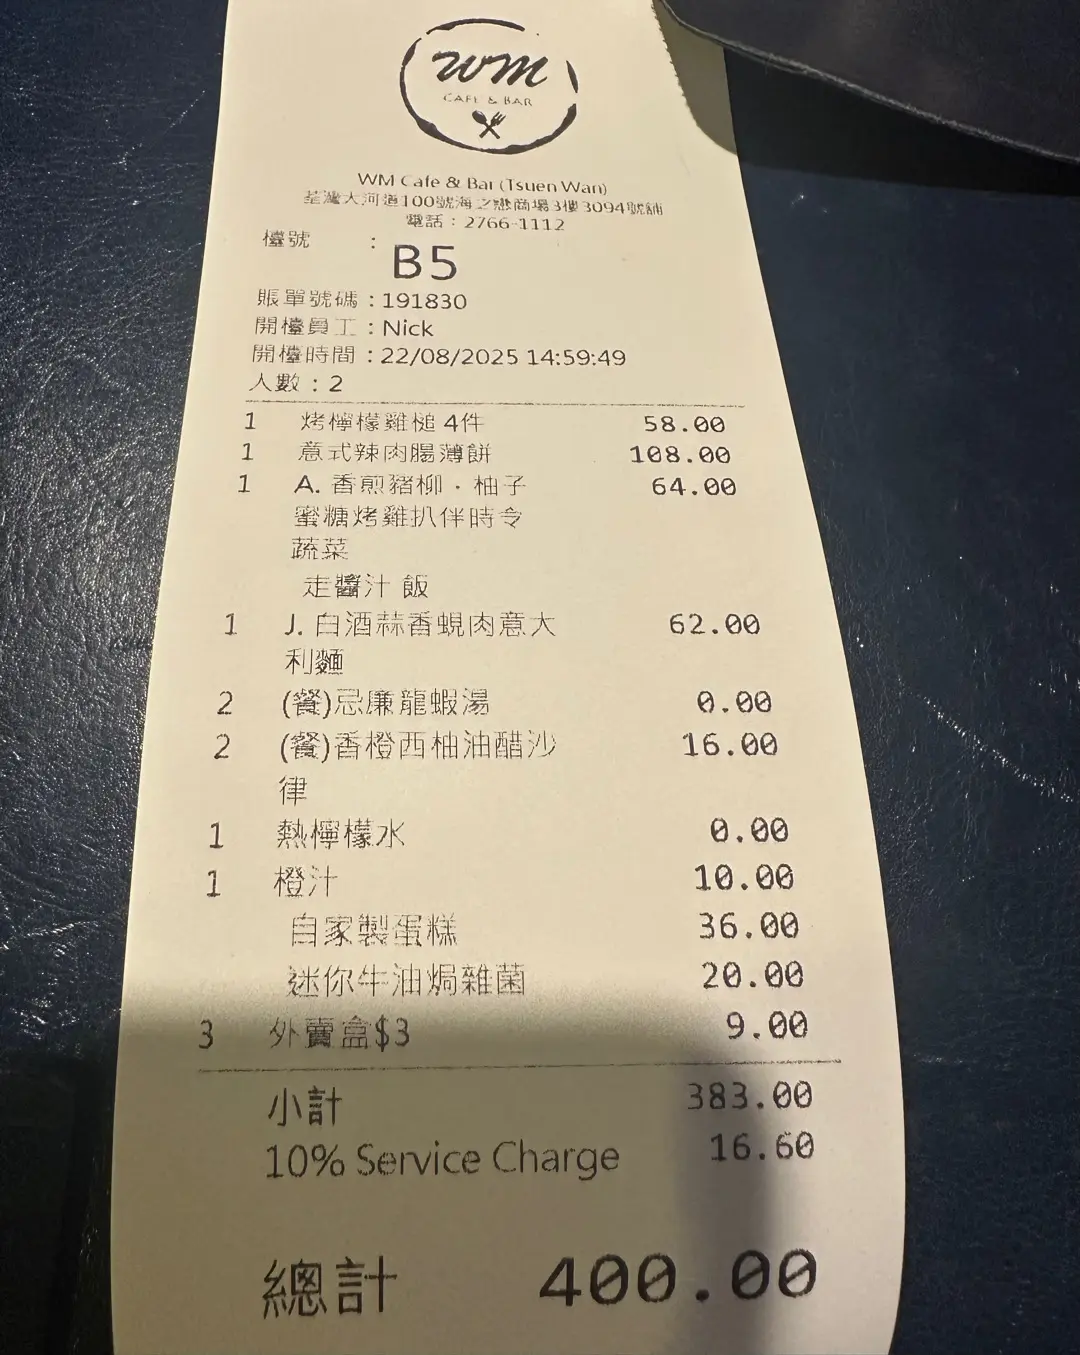 wm
CAFE & BAR
WM Cafe & Bar (Tsuen Wan)
荃灣大河道100號海之戀商場3樓3094號舖
電話：2766-1112
檯號 :
B5
賬單號碼：191830
開檯員工：Nick
開檯時間：22/08/2025 14:59:49
人數：2
1 烤檸檬雞槌 4件 58.00
1 意式辣肉腸薄餅 108.00
1 A. 香煎豬柳．柚子 64.00
蜜糖烤雞扒伴時令
蔬菜
走醬汁 飯
1 J. 白酒蒜香蜆肉意大 62.00
利麵
2 (餐)忌廉龍蝦湯 0.00
2 (餐)香橙西柚油醋沙 16.00
律
1 熱檸檬水 0.00
1 橙汁 10.00
自家製蛋糕 36.00
迷你牛油焗雜菌 20.00
3 外賣盒$3 9.00
小計 383.00
10% Service Charge 16.60
總計 400.00